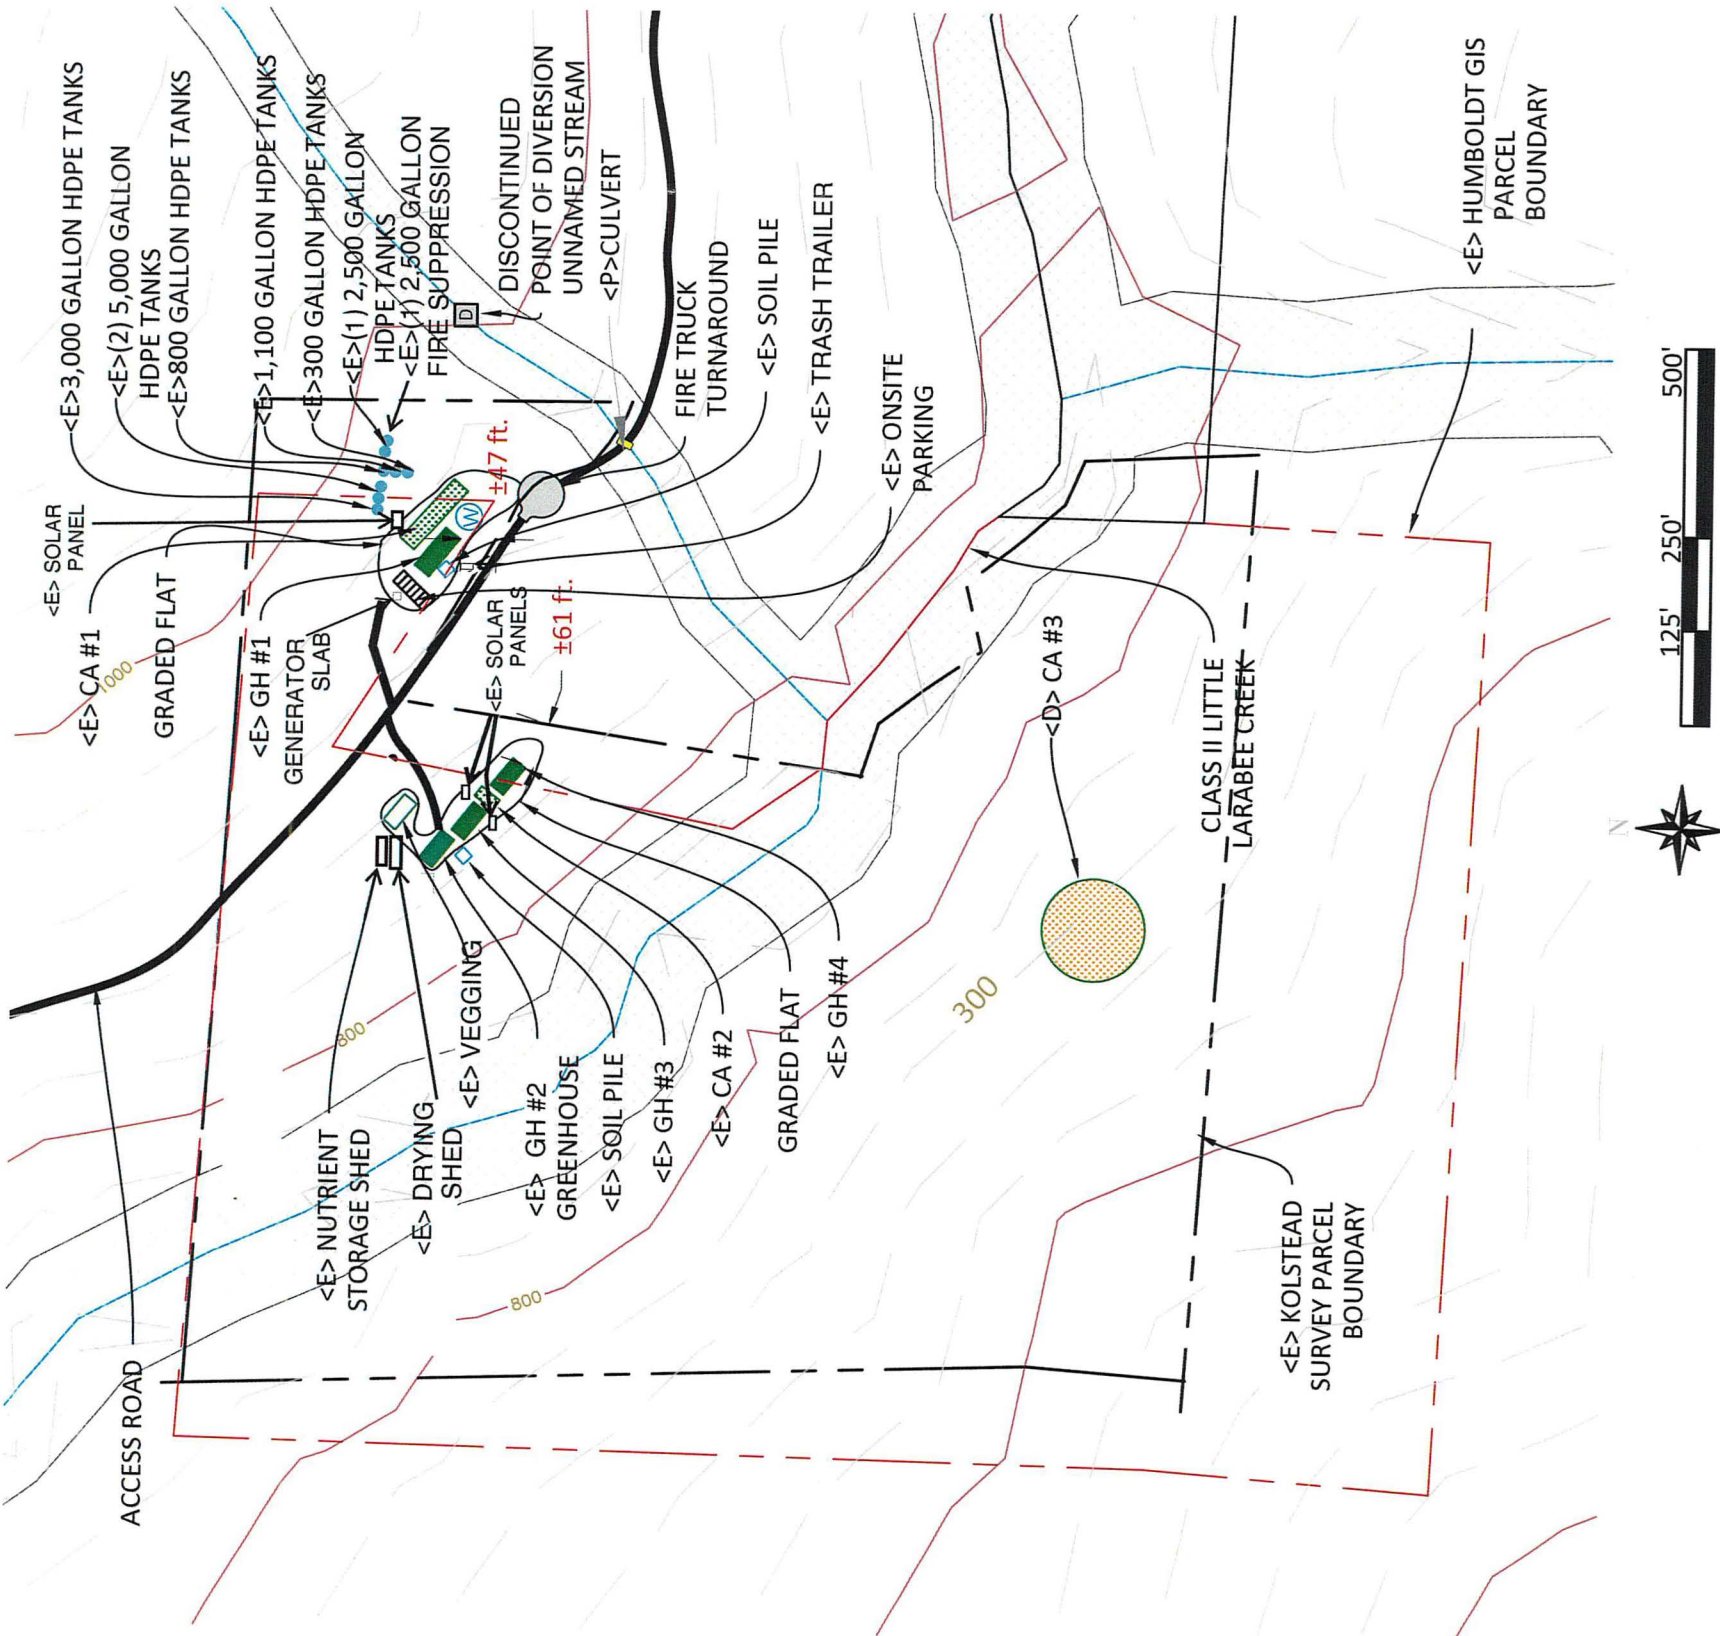 <E>3,000 GALLON HDPE TANKS
<E>(2) 5,000 GALLON
HDPE TANKS
<E>800 GALLON HDPE TANKS
<E>1,100 GALLON HDPE TANKS
<E>300 GALLON HDPE TANKS
<E>(1) 2,500 GALLON
HDPE TANKS
<E>(1) 2,500 GALLON
FIRE SUPPRESSION
D
DISCONTINUED
POINT OF DIVERSION
UNNAMED STREAM
<P>CULVERT
FIRE TRUCK
TURNAROUND
<E> SOIL PILE
<E> TRASH TRAILER
<E> ONSITE
PARKING
<E> HUMBOLDT GIS
PARCEL
BOUNDARY
<E> SOLAR
PANEL
<E> CA #1
1000
GRADED FLAT
<E> GH #1
GENERATOR
SLAB
W
±47 ft.
<E> SOLAR
PANELS
±61 ft.
<D> CA #3
CLASS II LITTLE
LARABEE CREEK
ACCESS ROAD
800
<E> NUTRIENT
STORAGE SHED
<E> DRYING
SHED
<E> VEGGING
<E> GH #2
GREENHOUSE
<E> SOIL PILE
<E> GH #3
<E> CA #2
GRADED FLAT
<E> GH #4
300
800
<E> KOLSTEAD
SURVEY PARCEL
BOUNDARY
N
125'
250'
500'